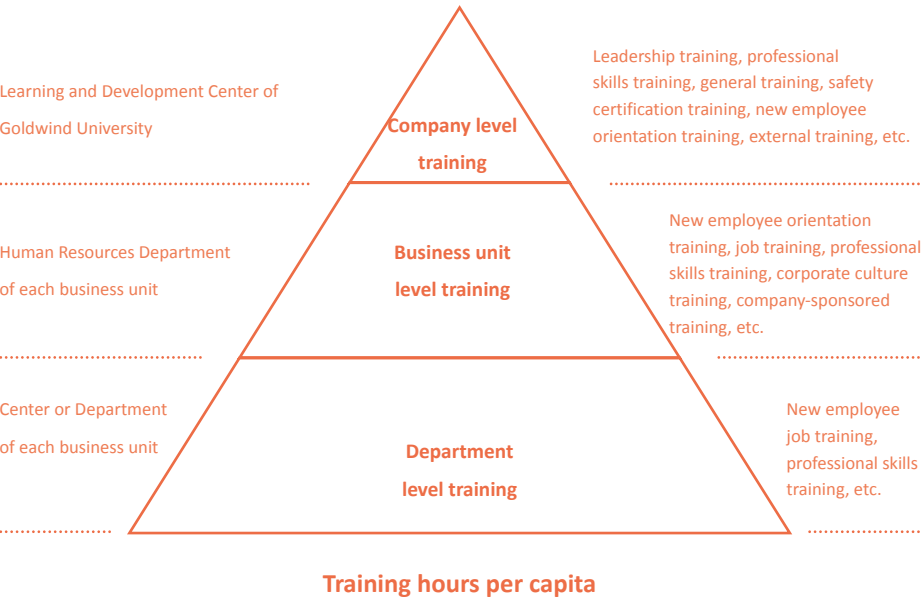 Learning and Development Center of
Goldwind University
Company level
training
Leadership training, professional
skills training, general training, safety
certification training, new employee
orientation training, external training, etc.
Human Resources Department
of each business unit
Business unit
level training
New employee orientation
training, job training, professional
skills training, corporate culture
training, company-sponsored
training, etc.
Center or Department
of each business unit
Department
level training
New employee
job training,
professional skills
training, etc.
Training hours per capita